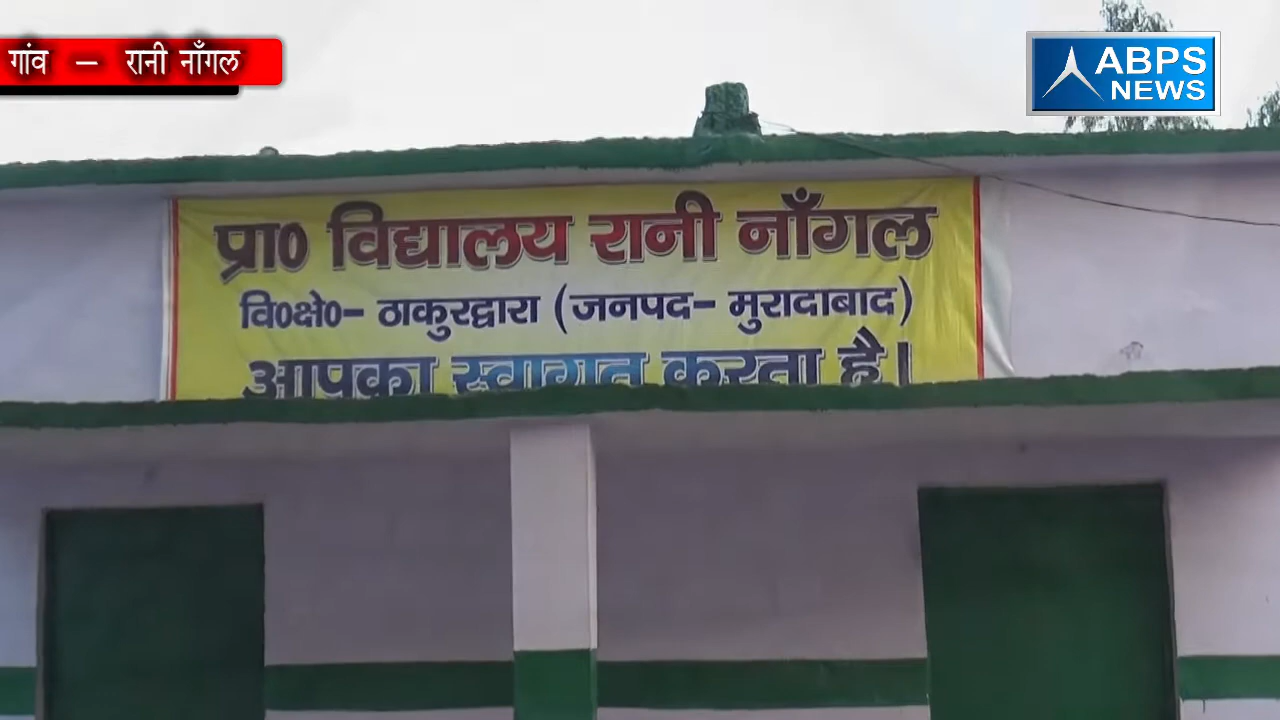 गांव - रानी नाँगल
ABPS
NEWS
प्रा० विद्यालय रानी नाँगल
वि०क्षे०- ठाकुरद्वारा (जनपद- मुरादाबाद)
आपका स्वागत करता है।